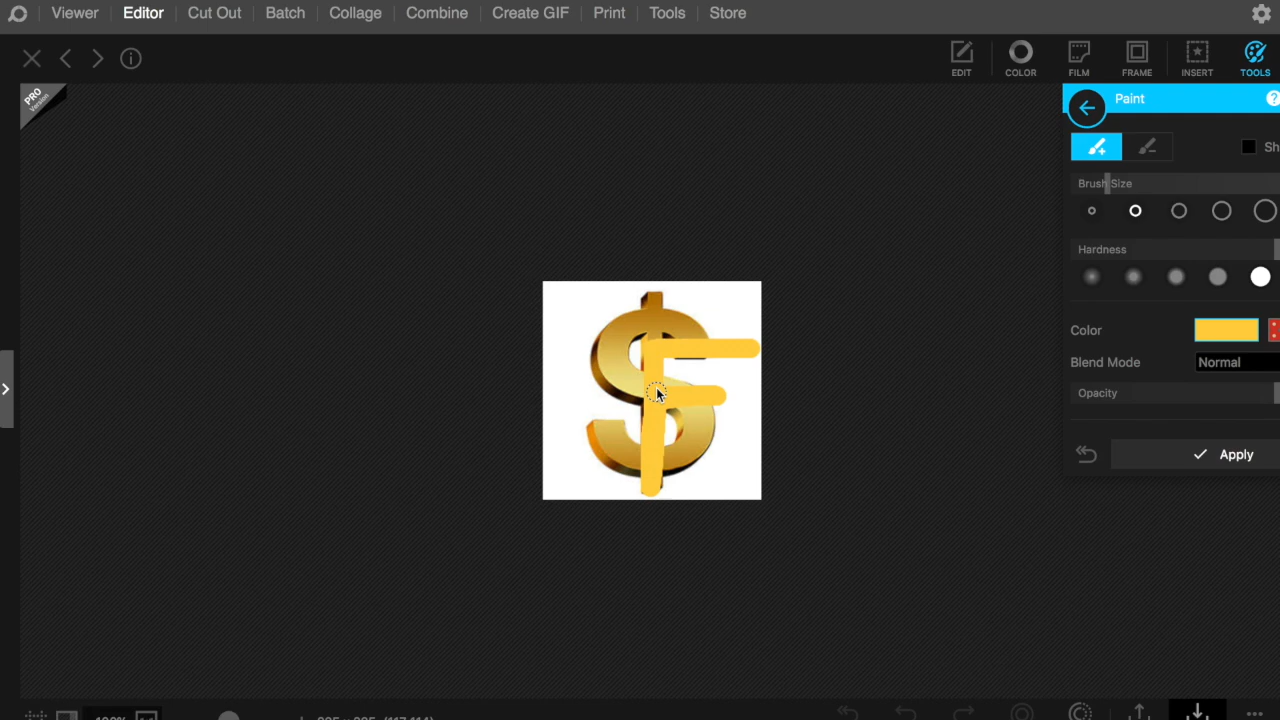 Viewer Editor Cut Out Batch Collage Combine Create GIF Print Tools Store
EDIT COLOR FILM FRAME INSERT TOOLS
PRO
Version
Paint ?
Sh
Brush Size
Hardness
$
F
Color
Blend Mode Normal
Opacity
Apply